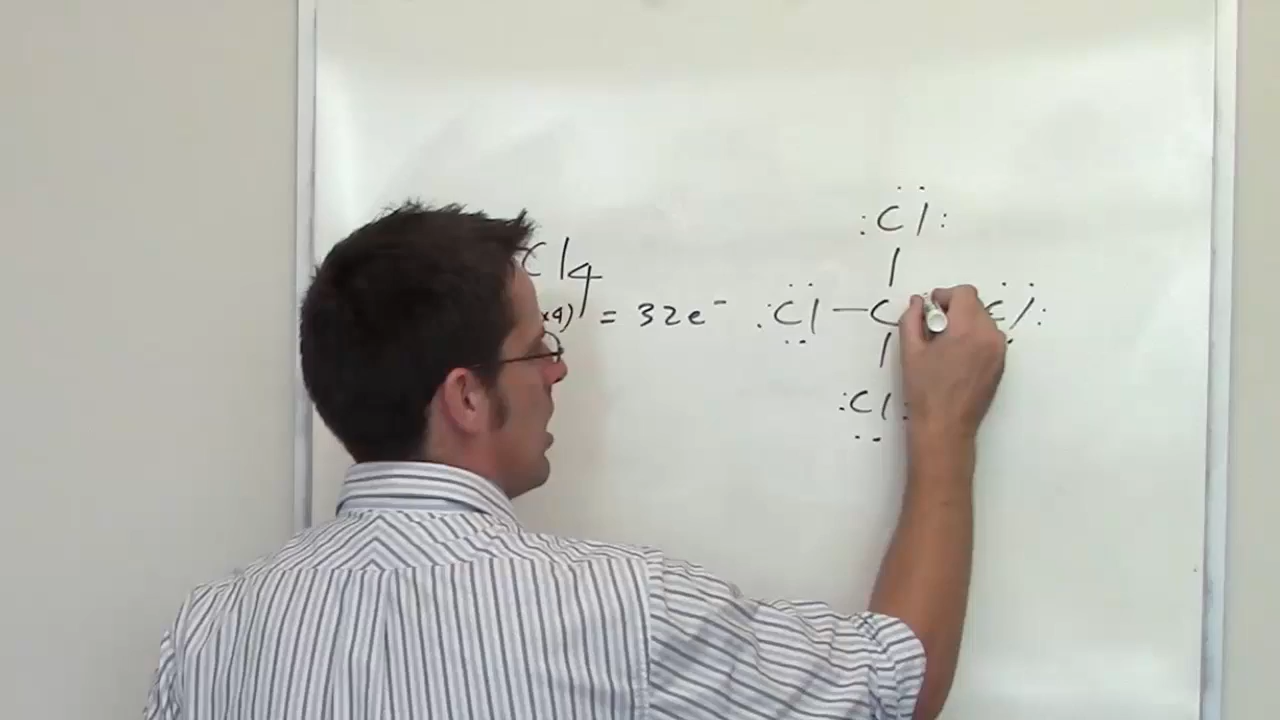 Cl4
x4) = 32e⁻
:Cl:
:Cl — C Cl:
:Cl: